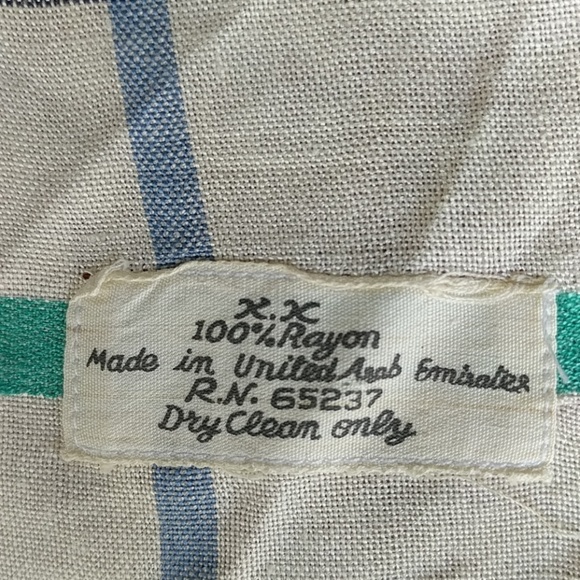 X.X
100% Rayon
Made in United Arab Emirates
R.N. 65237
Dry Clean only